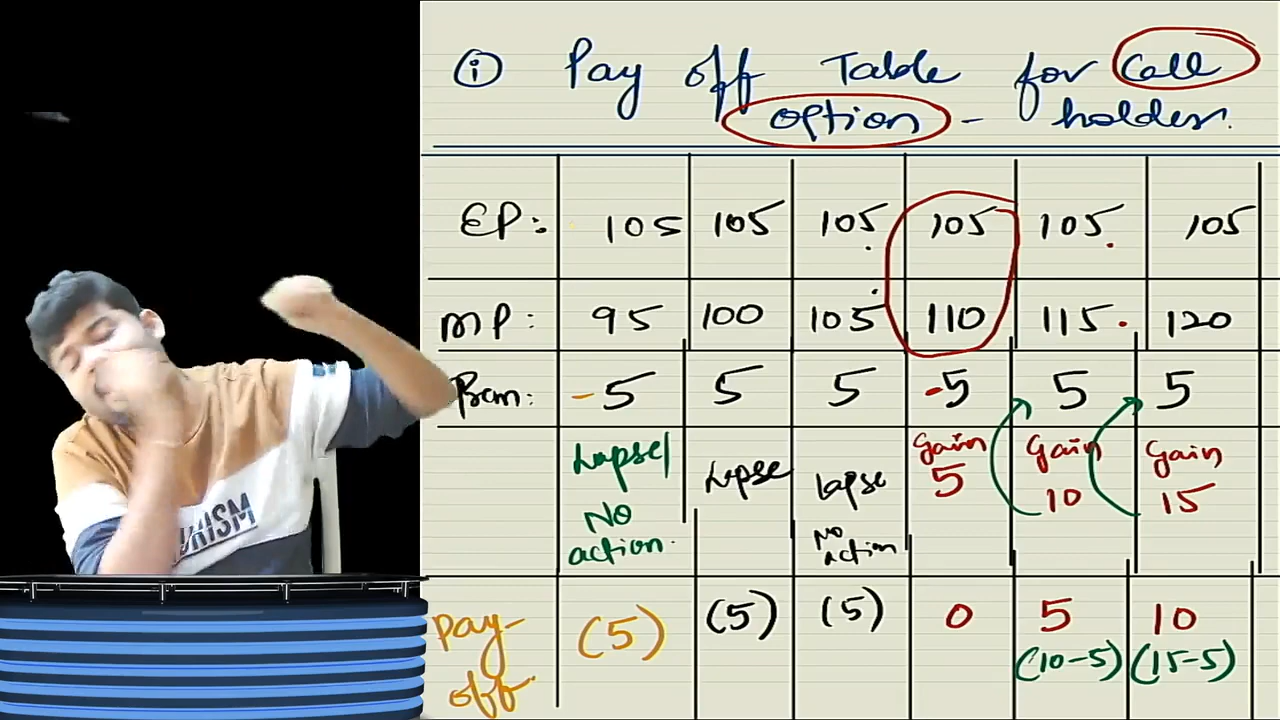 (i) Pay off Table for Call
option - holder.
EP: 105 105 105 105 105 105
MP: 95 100 105 110 115 120
Prem: -5 5 5 -5 5 5
Lapse/ Lapse Lapse gain gain gain
5 10 15
No No
action. action
Pay- (5) (5) (5) 0 5 10
off (10-5) (15-5)